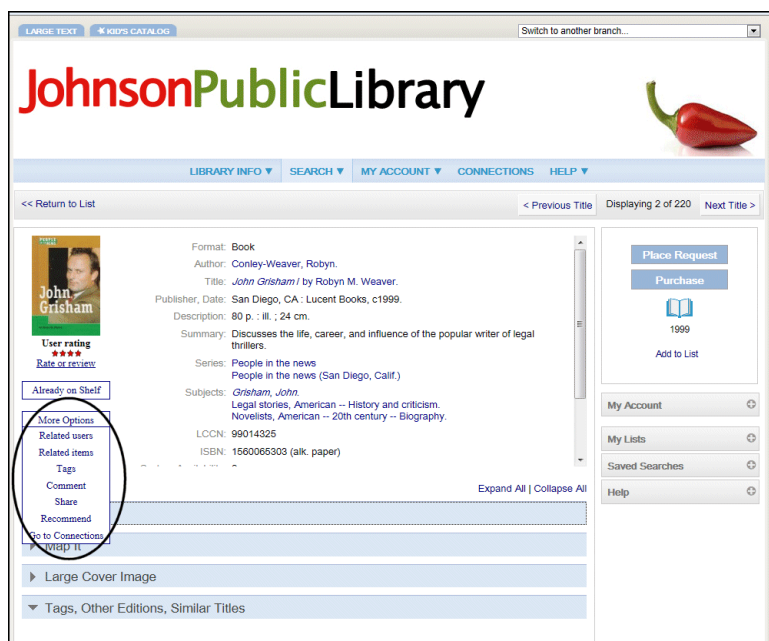 LARGE TEXT
KID'S CATALOG
Switch to another branch...
JohnsonPublicLibrary
LIBRARY INFO ▼ SEARCH ▼ MY ACCOUNT ▼ CONNECTIONS HELP ▼
<< Return to List
< Previous Title
Displaying 2 of 220
Next Title >
John
Grisham
User rating
Rate or review
Already on Shelf
More Options
Related users
Related items
Tags
Comment
Share
Recommend
Go to Connections
Format: Book
Author: Conley-Weaver, Robyn.
Title: John Grisham / by Robyn M. Weaver.
Publisher, Date: San Diego, CA : Lucent Books, c1999.
Description: 80 p. : ill. ; 24 cm.
Summary: Discusses the life, career, and influence of the popular writer of legal
thrillers.
Series: People in the news
People in the news (San Diego, Calif.)
Subjects: Grisham, John.
Legal stories, American -- History and criticism.
Novelists, American -- 20th century -- Biography.
LCCN: 99014325
ISBN: 1560065303 (alk. paper)
Expand All | Collapse All
Map It
Large Cover Image
Tags, Other Editions, Similar Titles
Place Request
Purchase
1999
Add to List
My Account
My Lists
Saved Searches
Help